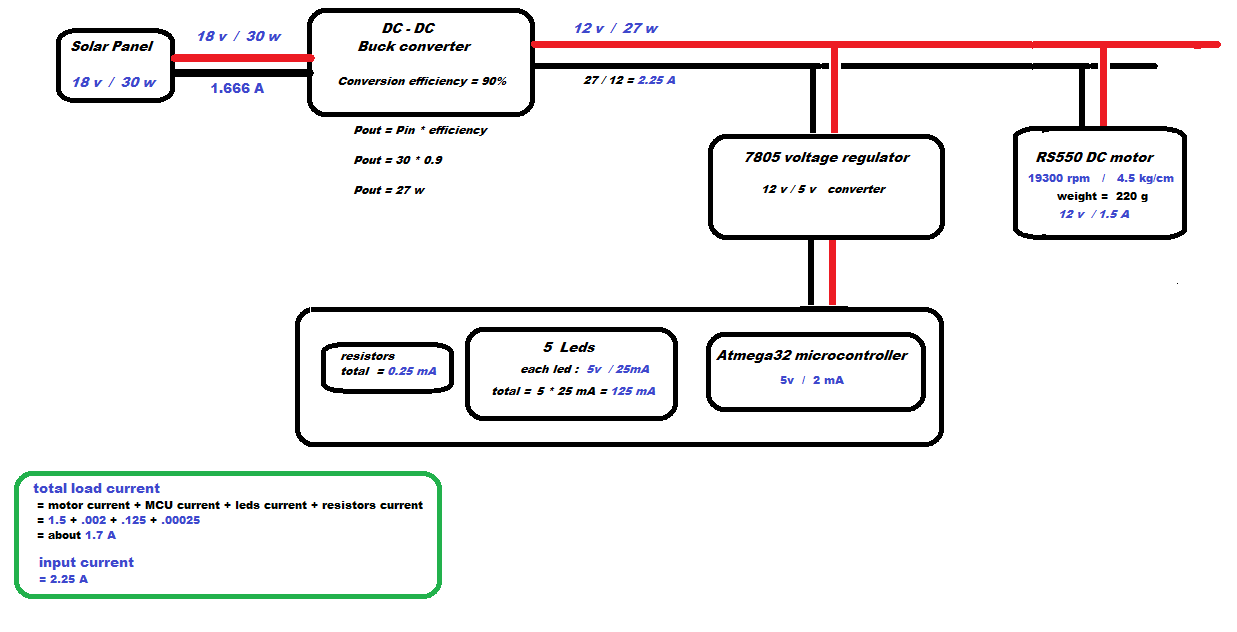 Solar Panel
18 v / 30 w
18 v / 30 w
1.666 A
DC - DC
Buck converter
Conversion efficiency = 90%
Pout = Pin * efficiency
Pout = 30 * 0.9
Pout = 27 w
12 v / 27 w
27 / 12 = 2.25 A
7805 voltage regulator
12 v / 5 v converter
RS550 DC motor
19300 rpm / 4.5 kg/cm
weight = 220 g
12 v / 1.5 A
resistors
total = 0.25 mA
5 Leds
each led : 5v / 25mA
total = 5 * 25 mA = 125 mA
Atmega32 microcontroller
5v / 2 mA
total load current
= motor current + MCU current + leds current + resistors current
= 1.5 + .002 + .125 + .00025
= about 1.7 A
input current
= 2.25 A